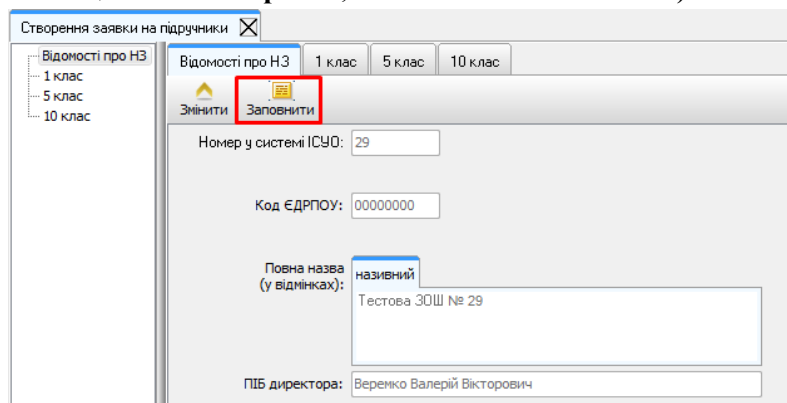 Створення заявки на підручники
Відомості про НЗ
1 клас
5 клас
10 клас
Відомості про НЗ 1 клас 5 клас 10 клас
Змінити Заповнити
Номер у системі ІСУО: 29
Код ЄДРПОУ: 00000000
Повна назва
(у відмінках):
називний
Тестова ЗОШ № 29
ПІБ директора: Веремко Валерій Вікторович